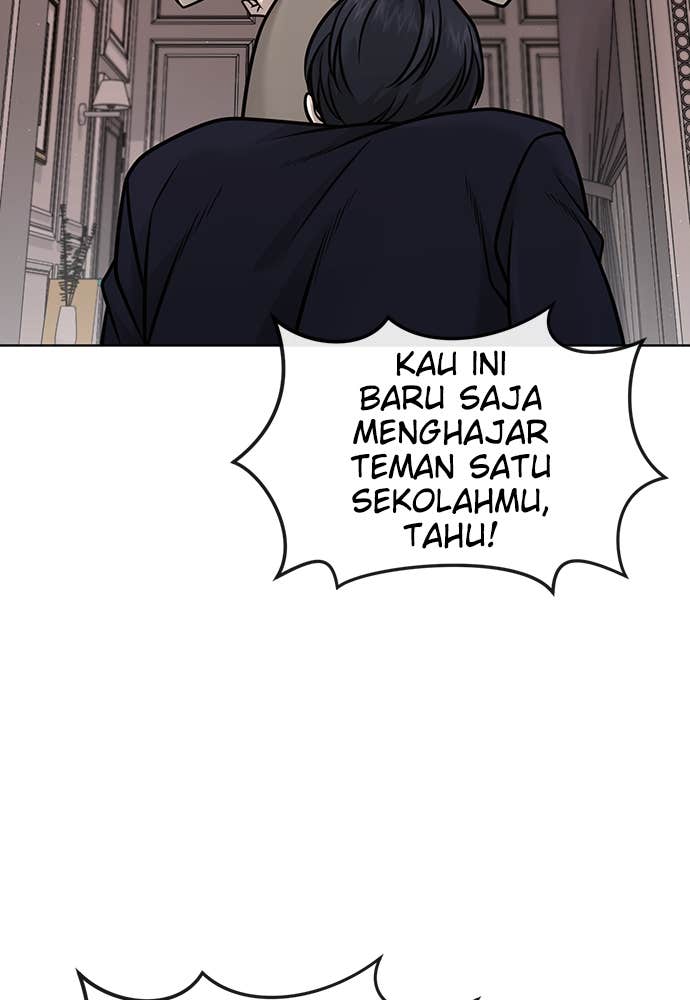 KAU INI
BARU SAJA
MENGHAJAR
TEMAN SATU
SEKOLAHMU,
TAHU!